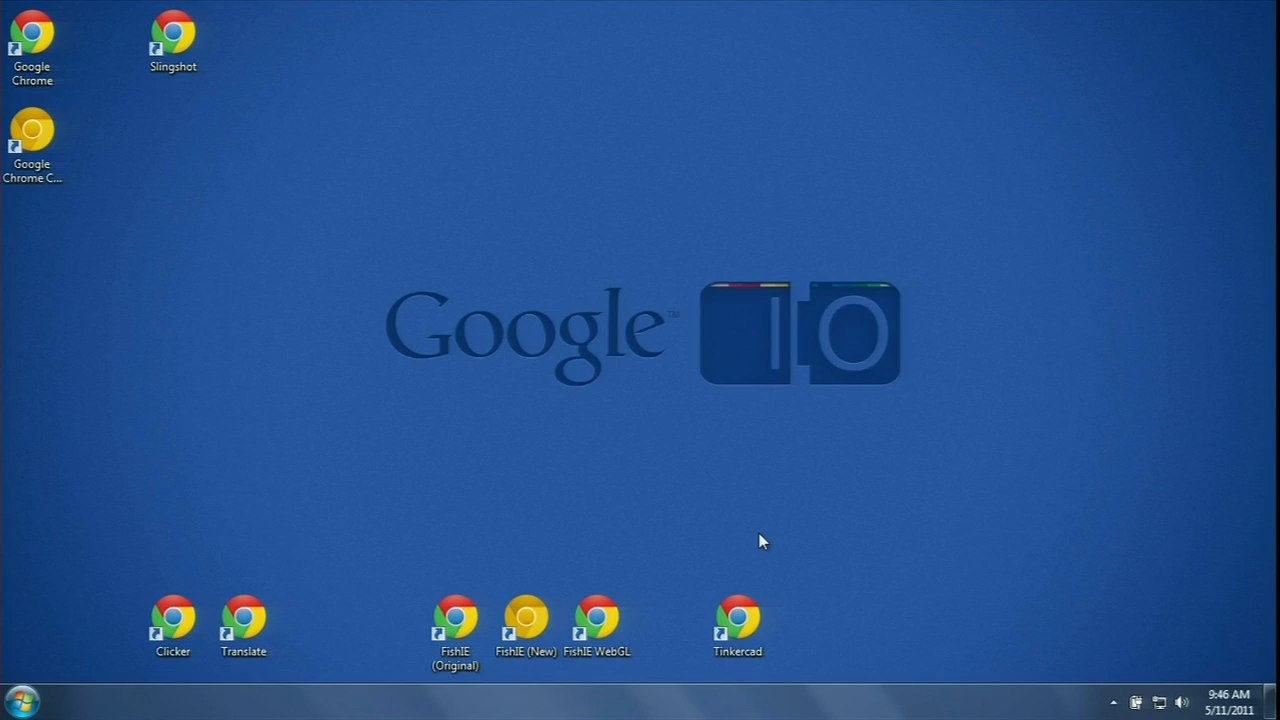 Google
Chrome
Slingshot
Google
Chrome C...
Google™ IO
Clicker
Translate
FishIE
(Original)
FishIE (New)
FishIE WebGL
Tinkercad
9:46 AM
5/11/2011